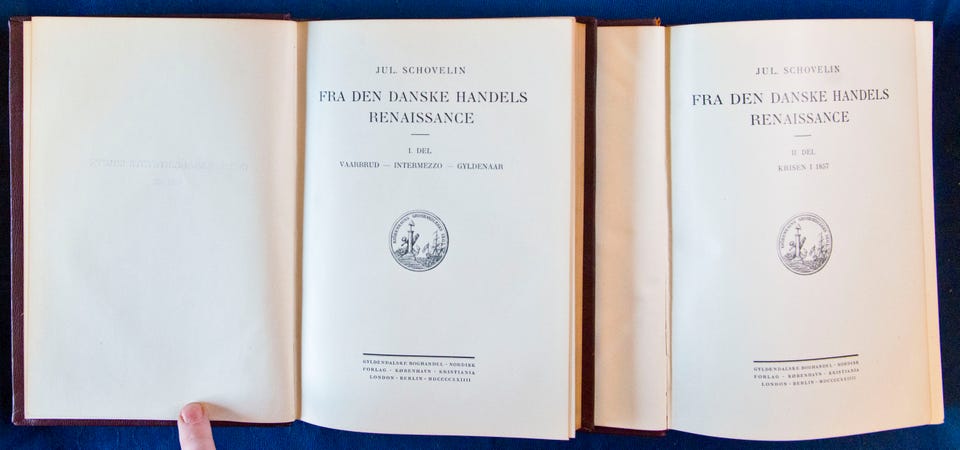 JUL. SCHOVELIN
FRA DEN DANSKE HANDELS
RENAISSANCE
I. DEL
VAARBRUD — INTERMEZZO — GYLDENAAR
GYLDENDALSKE BOGHANDEL · NORDISK
FORLAG · KØBENHAVN · KRISTIANIA
LONDON · BERLIN · MDCCCCXXIIII
JUL. SCHOVELIN
FRA DEN DANSKE HANDELS
RENAISSANCE
II. DEL
KRISEN I 1857
GYLDENDALSKE BOGHANDEL · NORDISK
FORLAG · KØBENHAVN · KRISTIANIA
LONDON · BERLIN · MDCCCCXXIIII